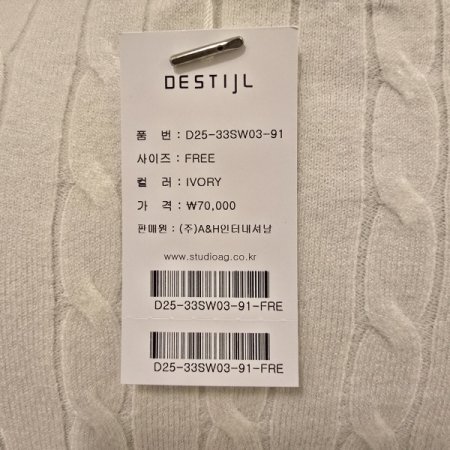 DESTIJL
품 번 : D25-33SW03-91
사이즈 : FREE
컬 러 : IVORY
가 격 : ₩70,000
판매원 : (주)A&H인터내셔날
www.studioag.co.kr
D25-33SW03-91-FRE
D25-33SW03-91-FRE